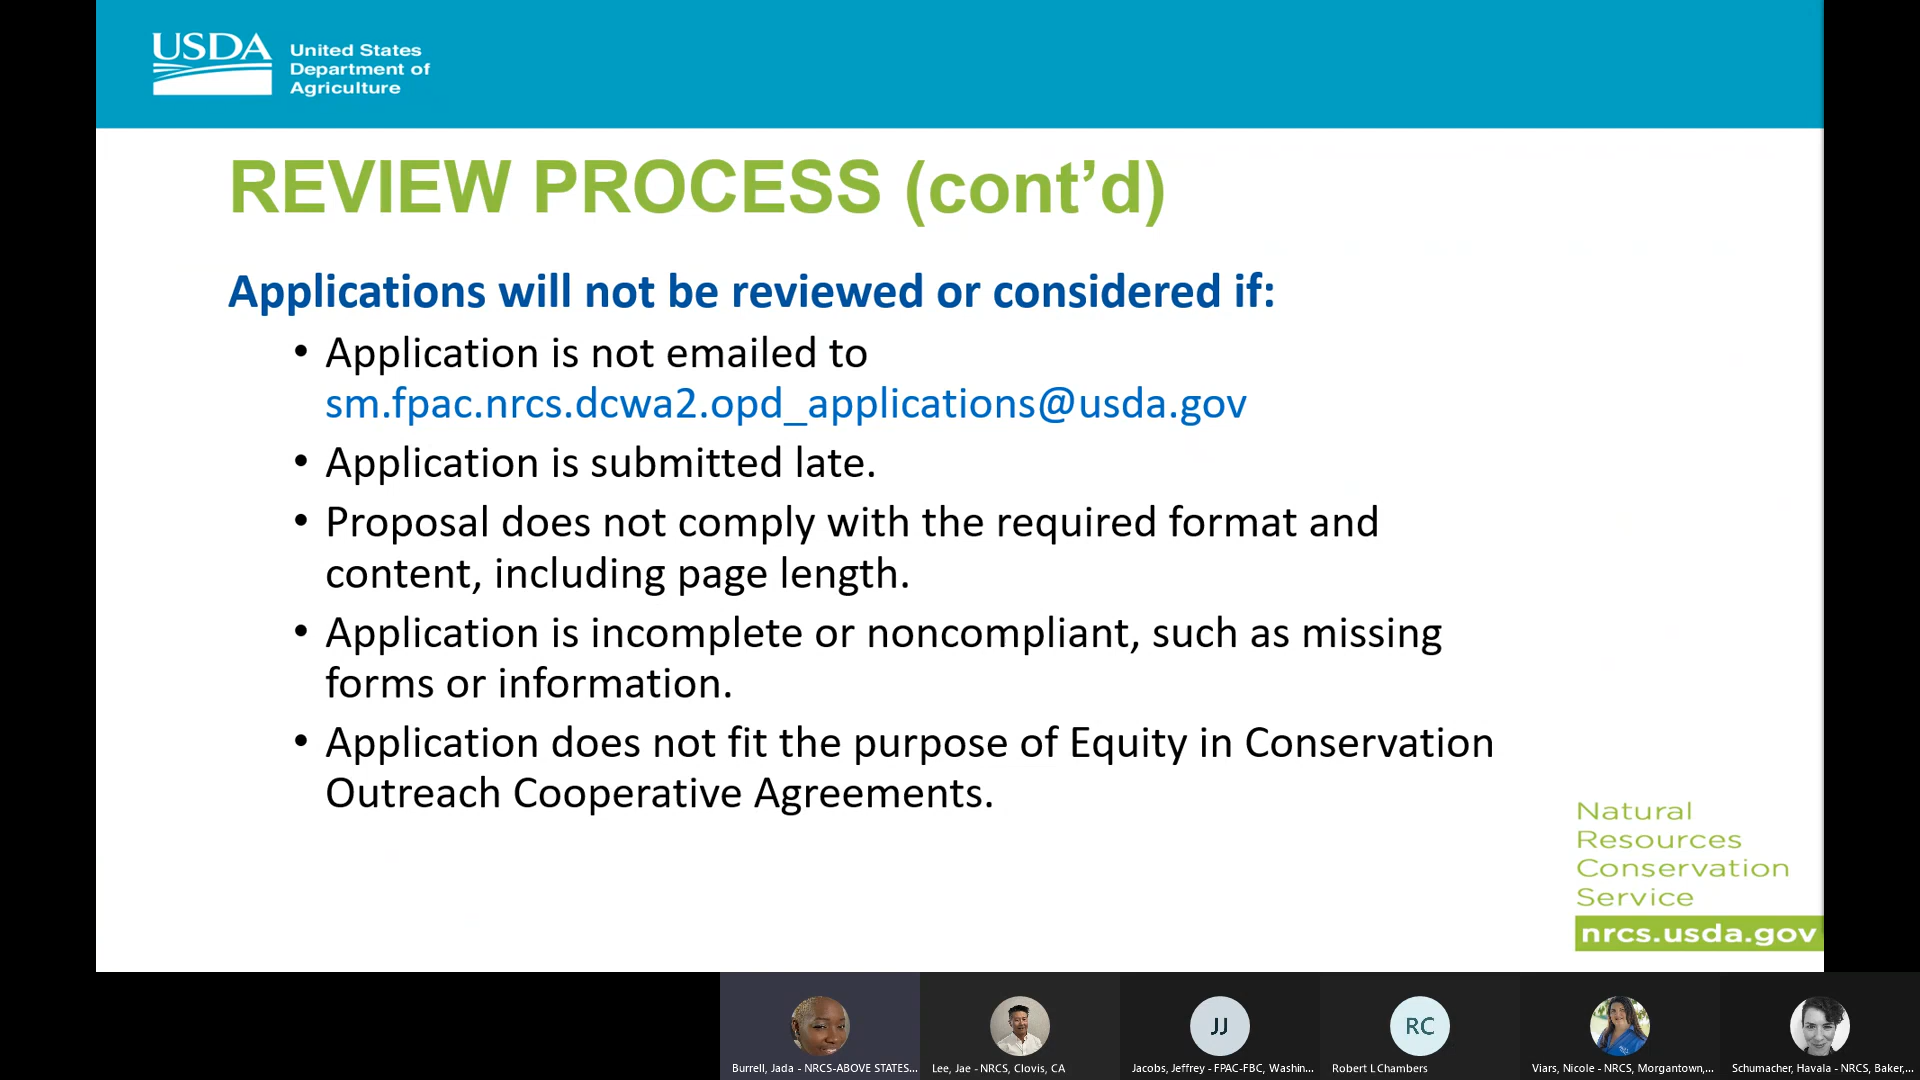 USDA
United States
Department of
Agriculture
REVIEW PROCESS (cont’d)
Applications will not be reviewed or considered if:
• Application is not emailed to
sm.fpac.nrcs.dcwa2.opd_applications@usda.gov
• Application is submitted late.
• Proposal does not comply with the required format and
content, including page length.
• Application is incomplete or noncompliant, such as missing
forms or information.
• Application does not fit the purpose of Equity in Conservation
Outreach Cooperative Agreements.
Natural
Resources
Conservation
Service
nrcs.usda.gov
JJ
RC
Burrell, Jada - NRCS-ABOVE STATES...
Lee, Jae - NRCS, Clovis, CA
Jacobs, Jeffrey - FPAC-FBC, Washin...
Robert L Chambers
Viars, Nicole - NRCS, Morgantown,...
Schumacher, Havala - NRCS, Baker,...